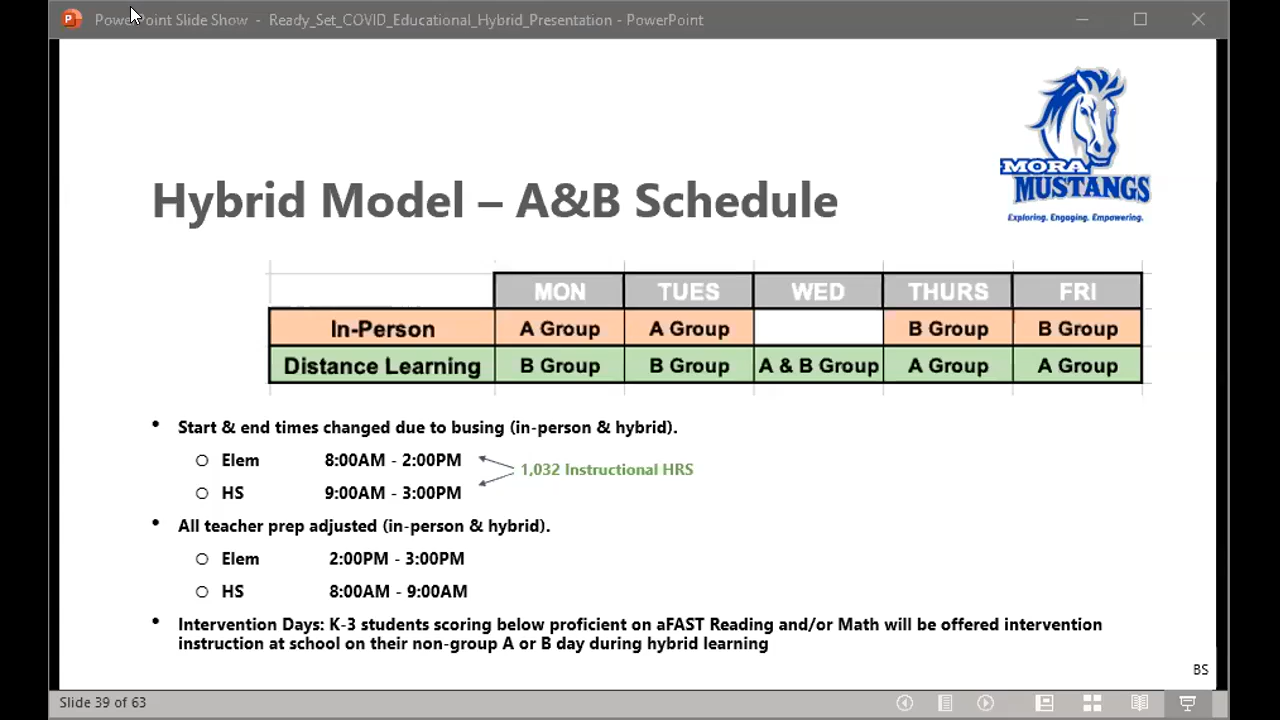 PowerPoint Slide Show - Ready_Set_COVID_Educational_Hybrid_Presentation - PowerPoint
MORA
MUSTANGS
Exploring. Engaging. Empowering.
Hybrid Model – A&B Schedule
MON TUES WED THURS FRI
In-Person A Group A Group B Group B Group
Distance Learning B Group B Group A & B Group A Group A Group
• Start & end times changed due to busing (in-person & hybrid).
○ Elem 8:00AM - 2:00PM
1,032 Instructional HRS
○ HS 9:00AM - 3:00PM
• All teacher prep adjusted (in-person & hybrid).
○ Elem 2:00PM - 3:00PM
○ HS 8:00AM - 9:00AM
• Intervention Days: K-3 students scoring below proficient on aFAST Reading and/or Math will be offered intervention
instruction at school on their non-group A or B day during hybrid learning
BS
Slide 39 of 63